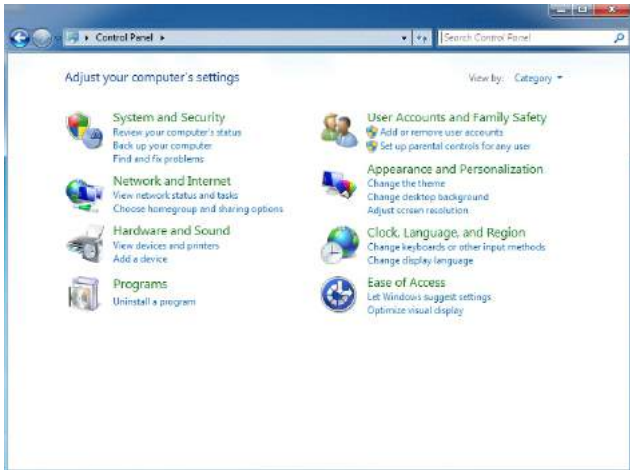 Control Panel
Search Control Panel
Adjust your computer's settings
View by: Category
System and Security
Review your computer's status
Back up your computer
Find and fix problems
Network and Internet
View network status and tasks
Choose homegroup and sharing options
Hardware and Sound
View devices and printers
Add a device
Programs
Uninstall a program
User Accounts and Family Safety
Add or remove user accounts
Set up parental controls for any user
Appearance and Personalization
Change the theme
Change desktop background
Adjust screen resolution
Clock, Language, and Region
Change keyboards or other input methods
Change display language
Ease of Access
Let Windows suggest settings
Optimize visual display